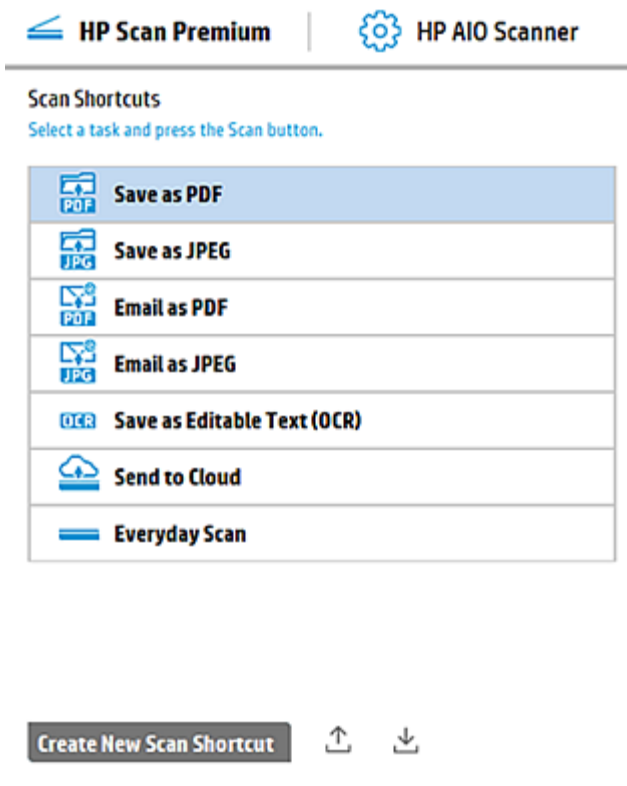 HP Scan Premium HP AIO Scanner
Scan Shortcuts
Select a task and press the Scan button.
PDF Save as PDF
JPG Save as JPEG
PDF Email as PDF
JPG Email as JPEG
OCR Save as Editable Text (OCR)
Send to Cloud
Everyday Scan
Create New Scan Shortcut